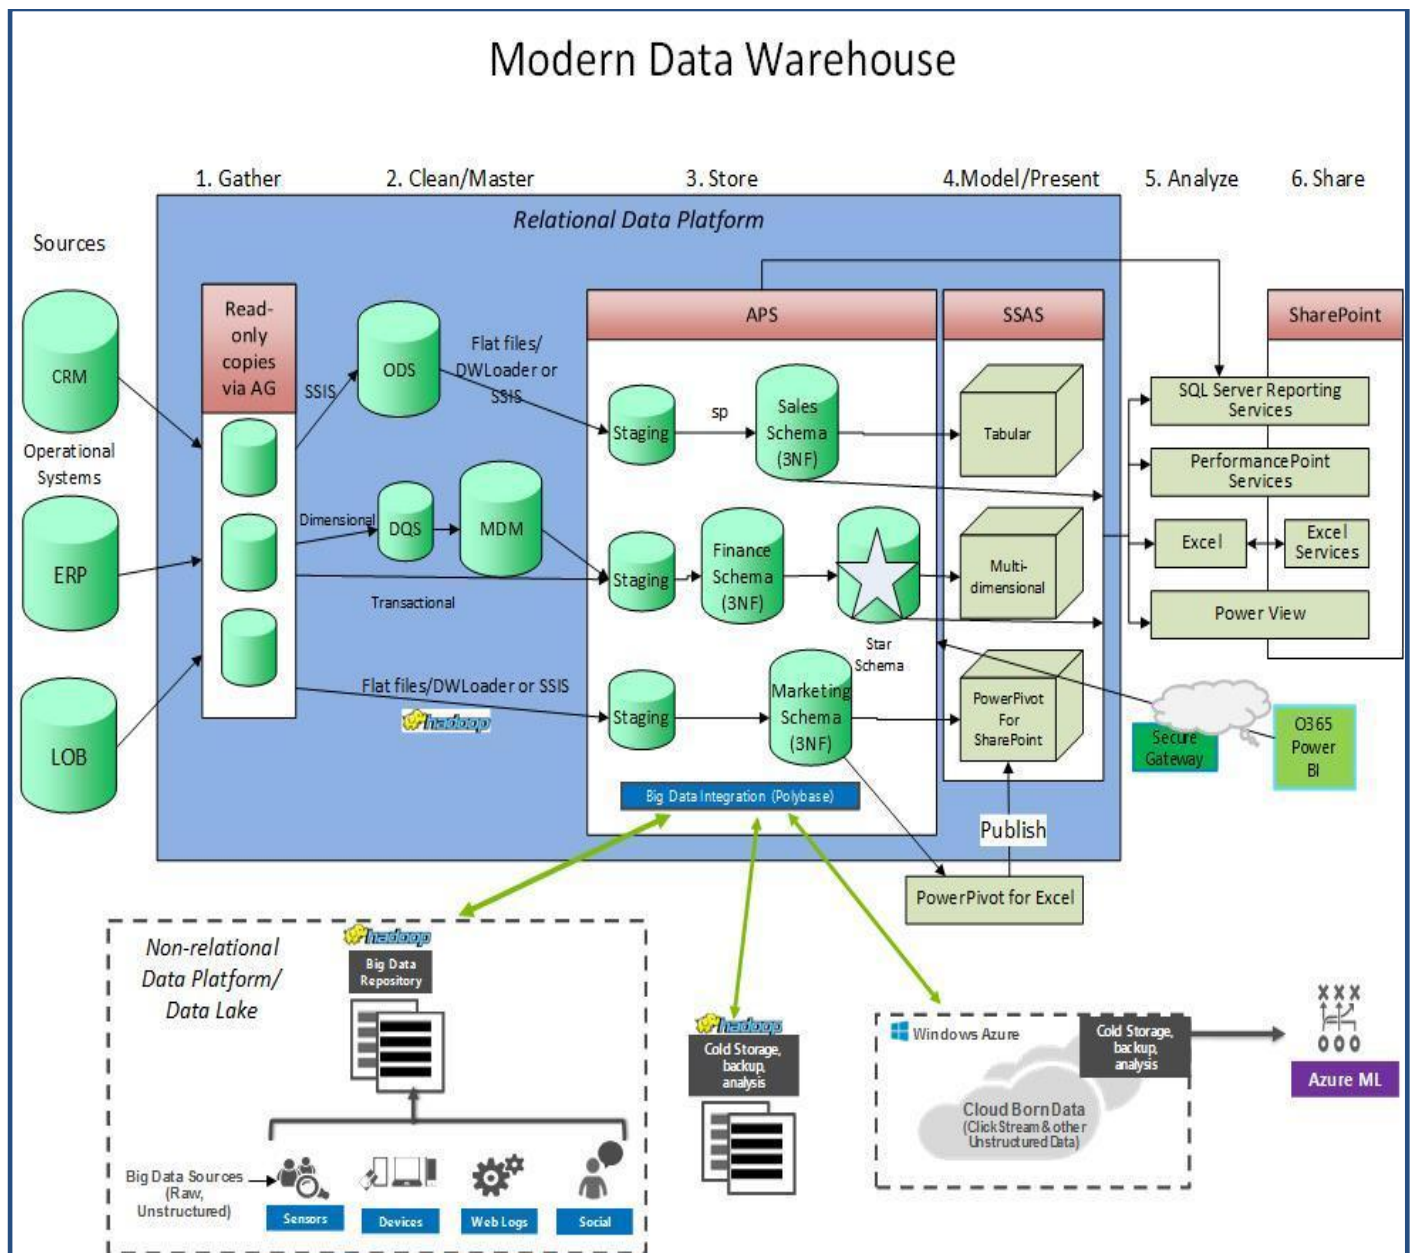 Modern Data Warehouse
1. Gather
2. Clean/Master
3. Store
4.Model/Present
5. Analyze
6. Share
Relational Data Platform
Sources
CRM
Operational
Systems
ERP
LOB
Read-
only
copies
via AG
SSIS
ODS
Flat files/
DWLoader or
SSIS
Dimensional
DQS
MDM
Transactional
Flat files/DWLoader or SSIS
hadoop
APS
Staging
sp
Sales
Schema
(3NF)
Staging
Finance
Schema
(3NF)
Star
Schema
Staging
Marketing
Schema
(3NF)
Big Data Integration (Polybase)
SSAS
Tabular
Multi-
dimensional
PowerPivot
For
SharePoint
Publish
PowerPivot for Excel
SharePoint
SQL Server Reporting
Services
PerformancePoint
Services
Excel
Excel
Services
Power View
Secure
Gateway
O365
Power
BI
Non-relational
Data Platform/
Data Lake
hadoop
Big Data
Repository
Big Data Sources
(Raw,
Unstructured)
Sensors
Devices
Web Logs
Social
hadoop
Cold Storage,
backup,
analysis
Windows Azure
Cold Storage,
backup,
analysis
Cloud Born Data
(Click Stream & other
Unstructured Data)
XXX
OOO
Azure ML